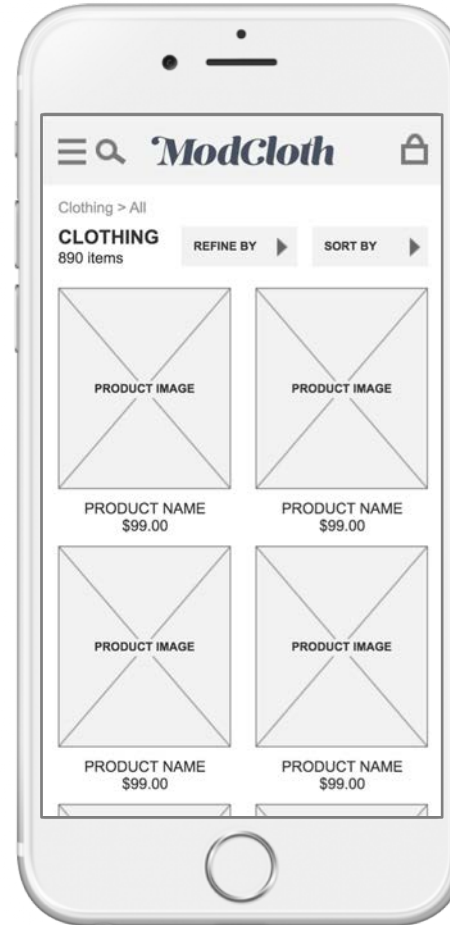 ModCloth
Clothing > All
CLOTHING
890 items
REFINE BY
SORT BY
PRODUCT IMAGE
PRODUCT IMAGE
PRODUCT NAME
$99.00
PRODUCT NAME
$99.00
PRODUCT IMAGE
PRODUCT IMAGE
PRODUCT NAME
$99.00
PRODUCT NAME
$99.00